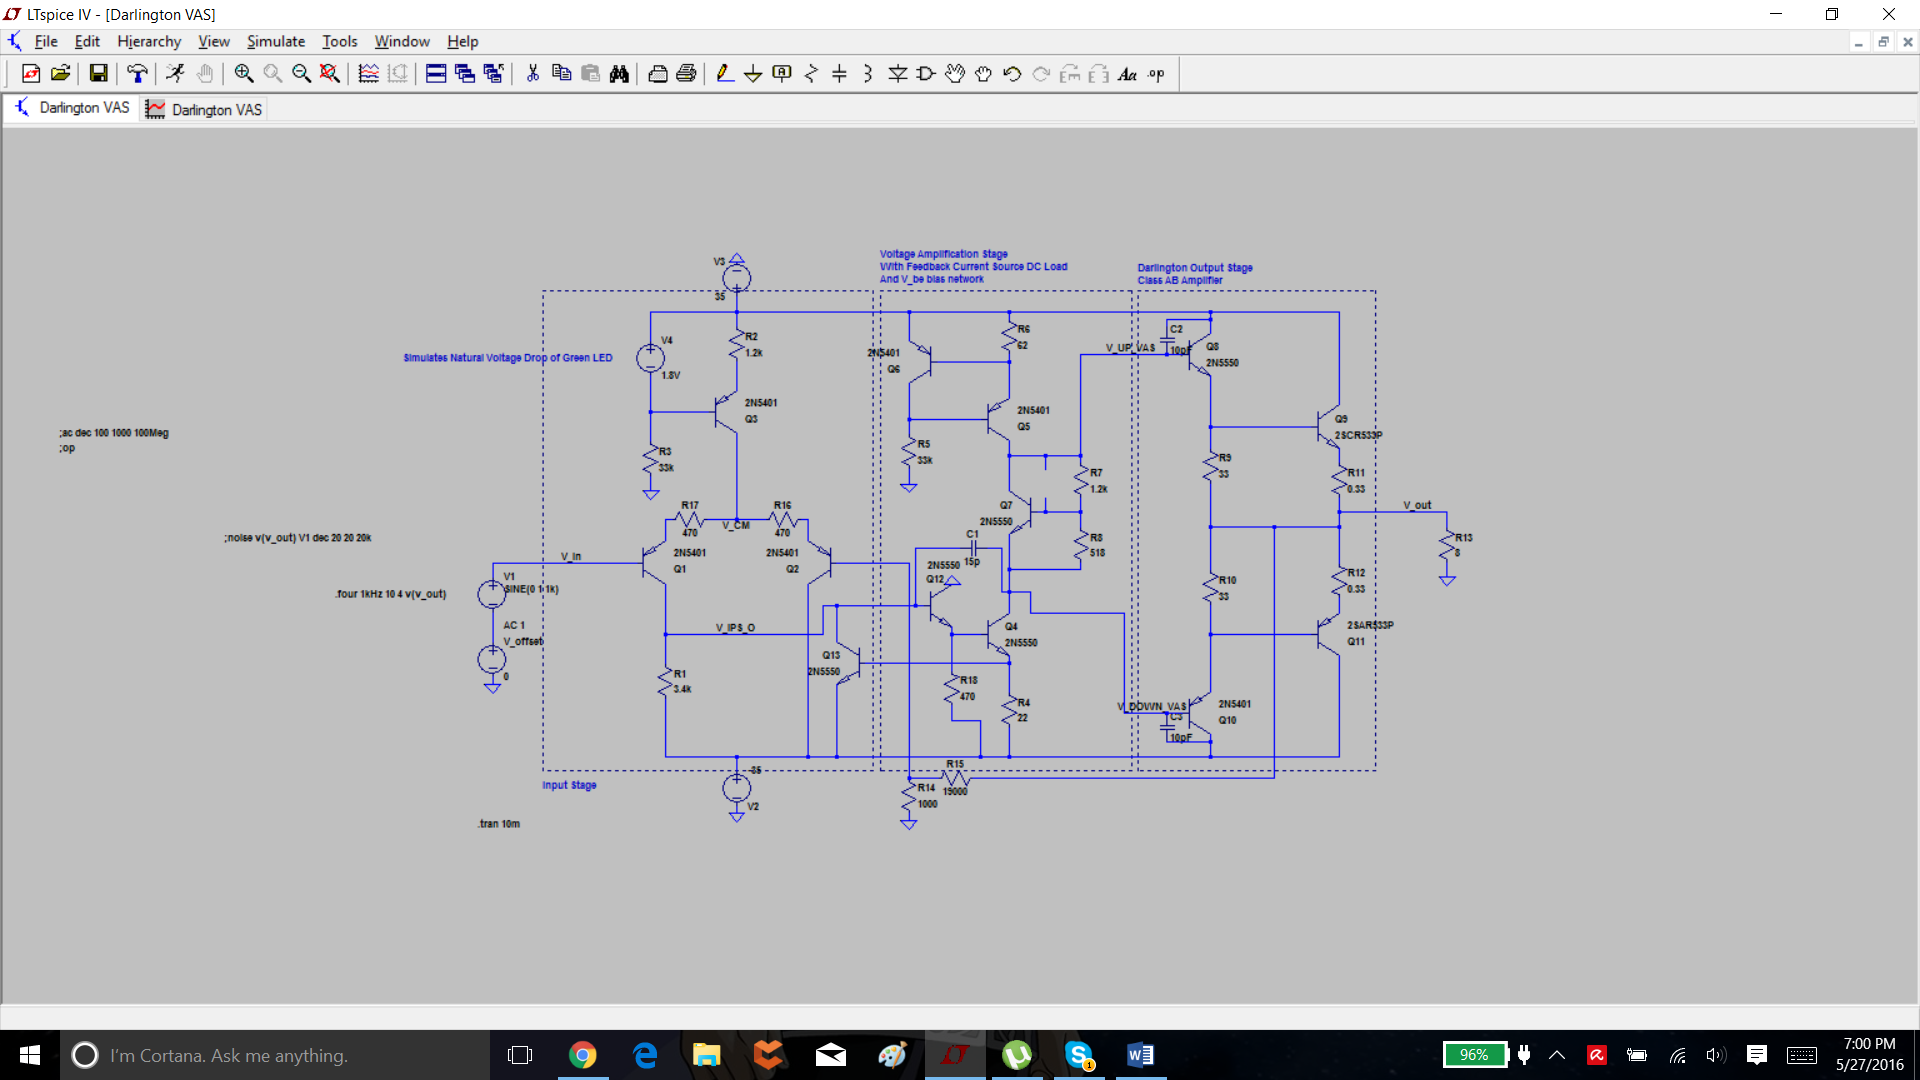 LTspice IV - [Darlington VAS]
File Edit Hierarchy View Simulate Tools Window Help
Aa .op
Darlington VAS
Darlington VAS
Voltage Amplification Stage
With Feedback Current Source DC Load
And V_be bias network
Darlington Output Stage
Class AB Amplifier
V3
35
Simulates Natural Voltage Drop of Green LED
V4
1.8V
R2
1.2k
2N5401
Q3
R3
33k
2N5401
Q6
R6
62
2N5401
Q5
R5
33k
V_UP_VAS
C2
10pF
Q8
2N5550
Q9
2SCR533P
R7
1.2k
R9
33
R11
0.33
;ac dec 100 1000 100Meg
;op
R17
470
V_CM
R16
470
Q7
2N5550
R8
518
V_out
R13
8
;noise v(v_out) V1 dec 20 20 20k
V_in
2N5401
Q1
2N5401
Q2
C1
15p
2N5550
Q12
.four 1kHz 10 4 v(v_out)
V1
SINE(0 1 1k)
AC 1
V_offset
0
R10
33
R12
0.33
V_IPS_O
Q4
2N5550
2SAR533P
Q11
Q13
2N5550
R1
3.4k
R18
470
R4
22
V_DOWN_VAS
C3
10pF
2N5401
Q10
Input Stage
-35
V2
R15
19000
R14
1000
.tran 10m
I'm Cortana. Ask me anything.
96%
1
7:00 PM
5/27/2016